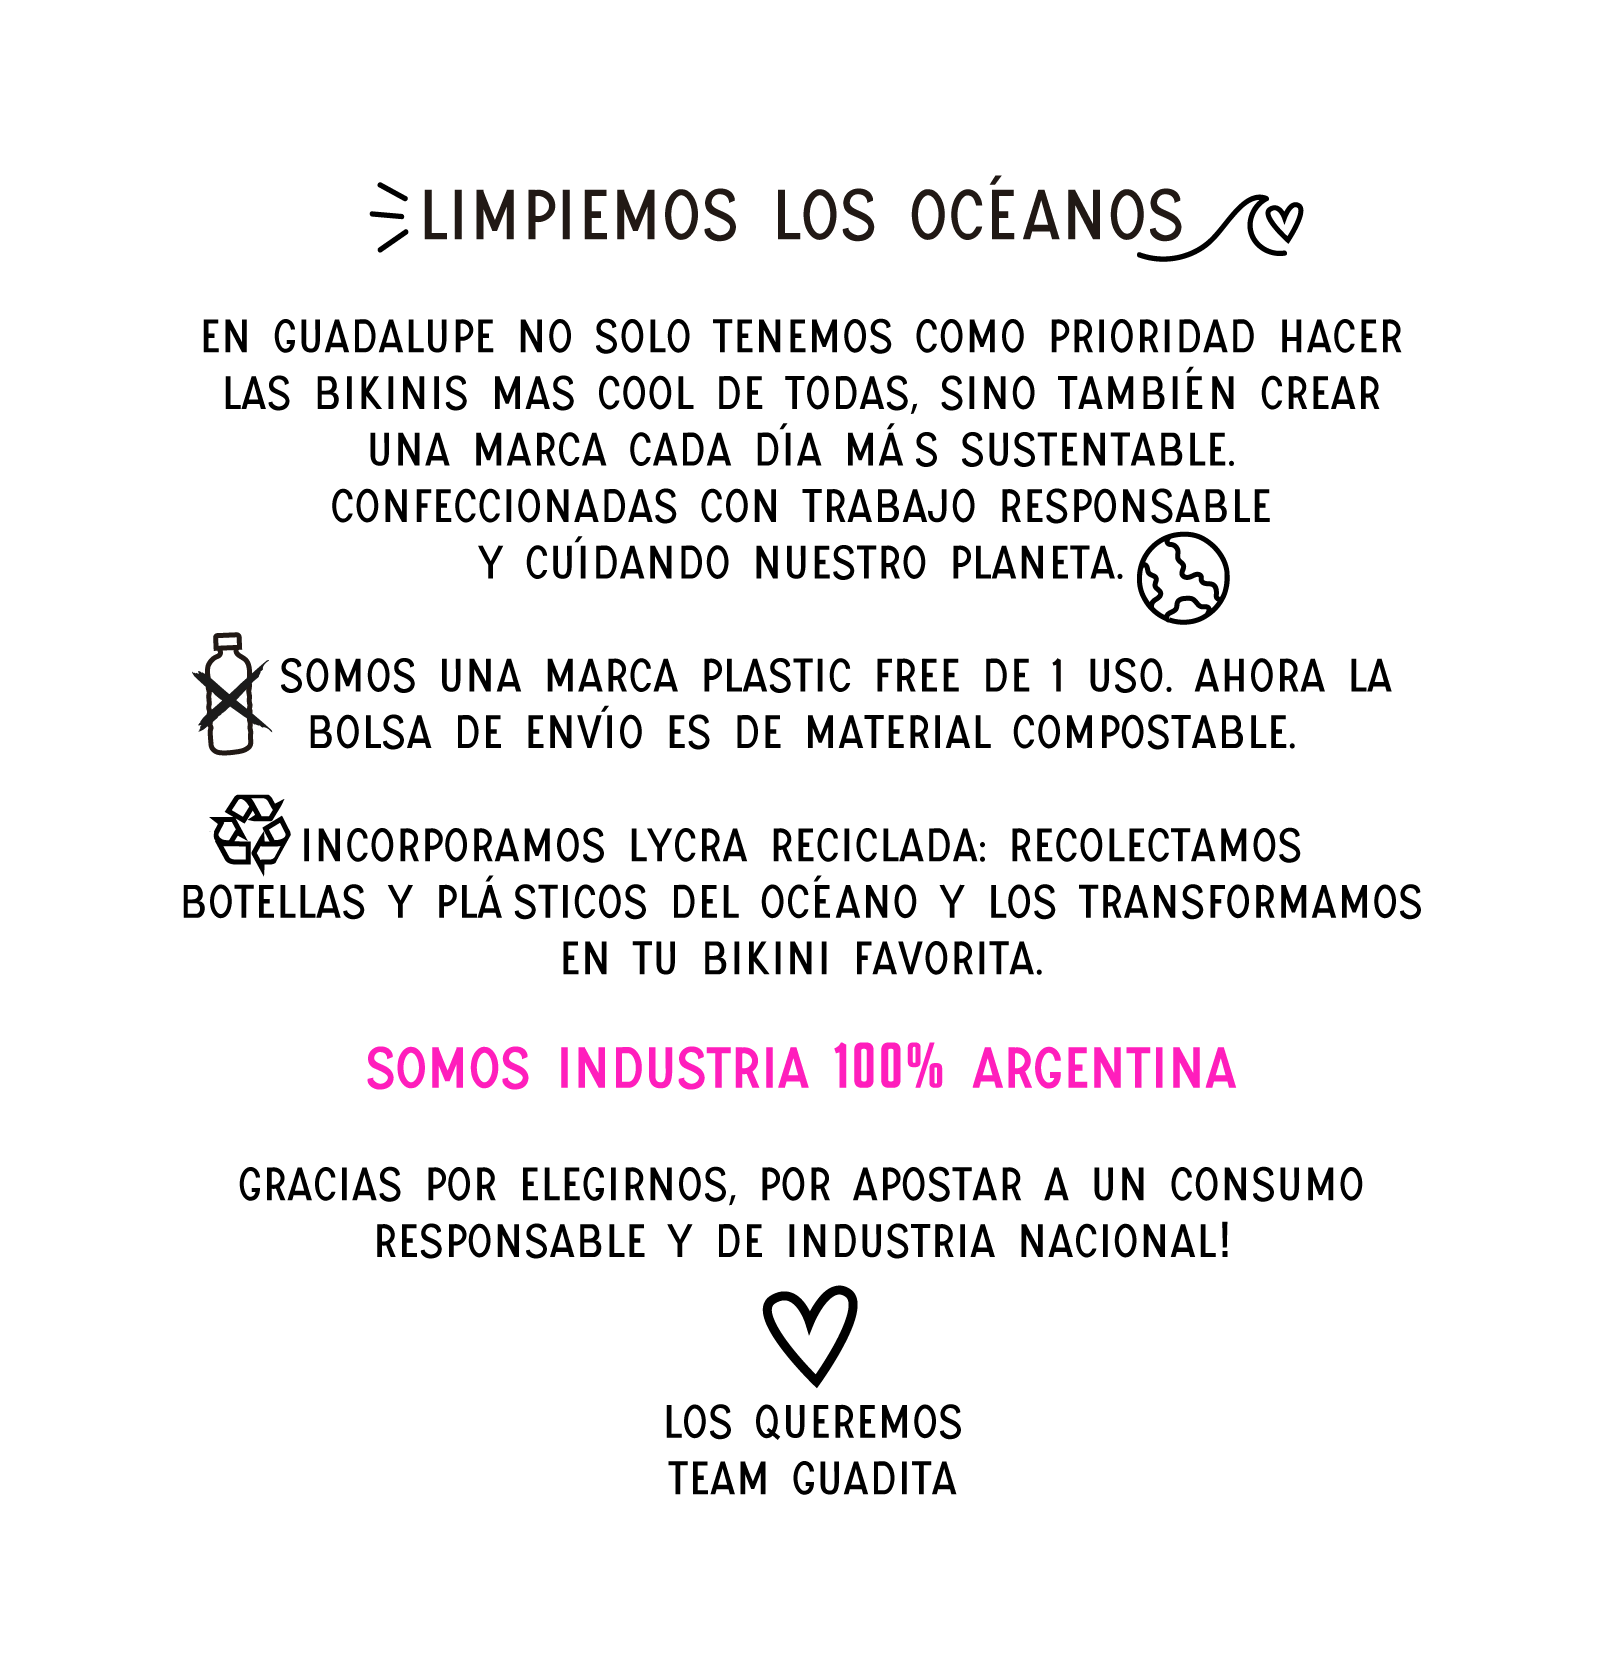 LIMPIEMOS LOS OCÉANOS
EN GUADALUPE NO SOLO TENEMOS COMO PRIORIDAD HACER
LAS BIKINIS MAS COOL DE TODAS, SINO TAMBIÉN CREAR
UNA MARCA CADA DÍA MÁS SUSTENTABLE.
CONFECCIONADAS CON TRABAJO RESPONSABLE
Y CUÍDANDO NUESTRO PLANETA.
SOMOS UNA MARCA PLASTIC FREE DE 1 USO. AHORA LA
BOLSA DE ENVÍO ES DE MATERIAL COMPOSTABLE.
INCORPORAMOS LYCRA RECICLADA: RECOLECTAMOS
BOTELLAS Y PLÁSTICOS DEL OCÉANO Y LOS TRANSFORMAMOS
EN TU BIKINI FAVORITA.
SOMOS INDUSTRIA 100% ARGENTINA
GRACIAS POR ELEGIRNOS, POR APOSTAR A UN CONSUMO
RESPONSABLE Y DE INDUSTRIA NACIONAL!
LOS QUEREMOS
TEAM GUADITA